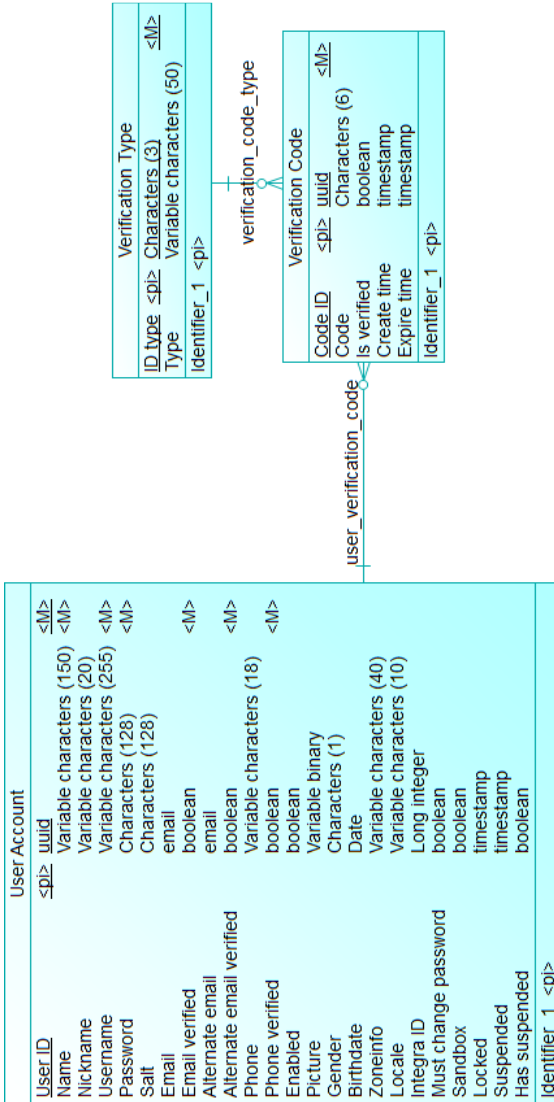 User Account
User ID <pi> uuid <M>
Name Variable characters (150) <M>
Nickname Variable characters (20)
Username Variable characters (255) <M>
Password Characters (128) <M>
Salt Characters (128)
Email email
Email verified boolean <M>
Alternate email email
Alternate email verified boolean <M>
Phone Variable characters (18)
Phone verified boolean <M>
Enabled boolean
Picture Variable binary
Gender Characters (1)
Birthdate Date
Zoneinfo Variable characters (40)
Locale Variable characters (10)
Integra ID Long integer
Must change password boolean
Sandbox boolean
Locked timestamp
Suspended timestamp
Has suspended boolean
Identifier_1 <pi>
user_verification_code
Verification Type
ID type <pi> Characters (3) <M>
Type Variable characters (50)
Identifier_1 <pi>
verification_code_type
Verification Code
Code ID <pi> uuid <M>
Code Characters (6)
Is verified boolean
Create time timestamp
Expire time timestamp
Identifier_1 <pi>